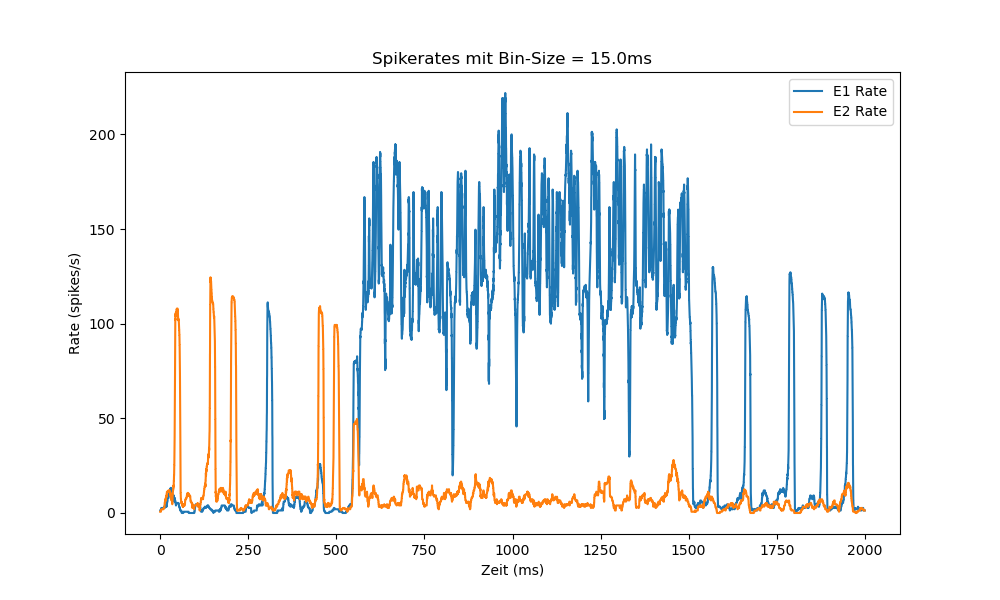 Spikerates mit Bin-Size = 15.0ms
E1 Rate
E2 Rate
Rate (spikes/s)
200
150
100
50
0
0 250 500 750 1000 1250 1500 1750 2000
Zeit (ms)